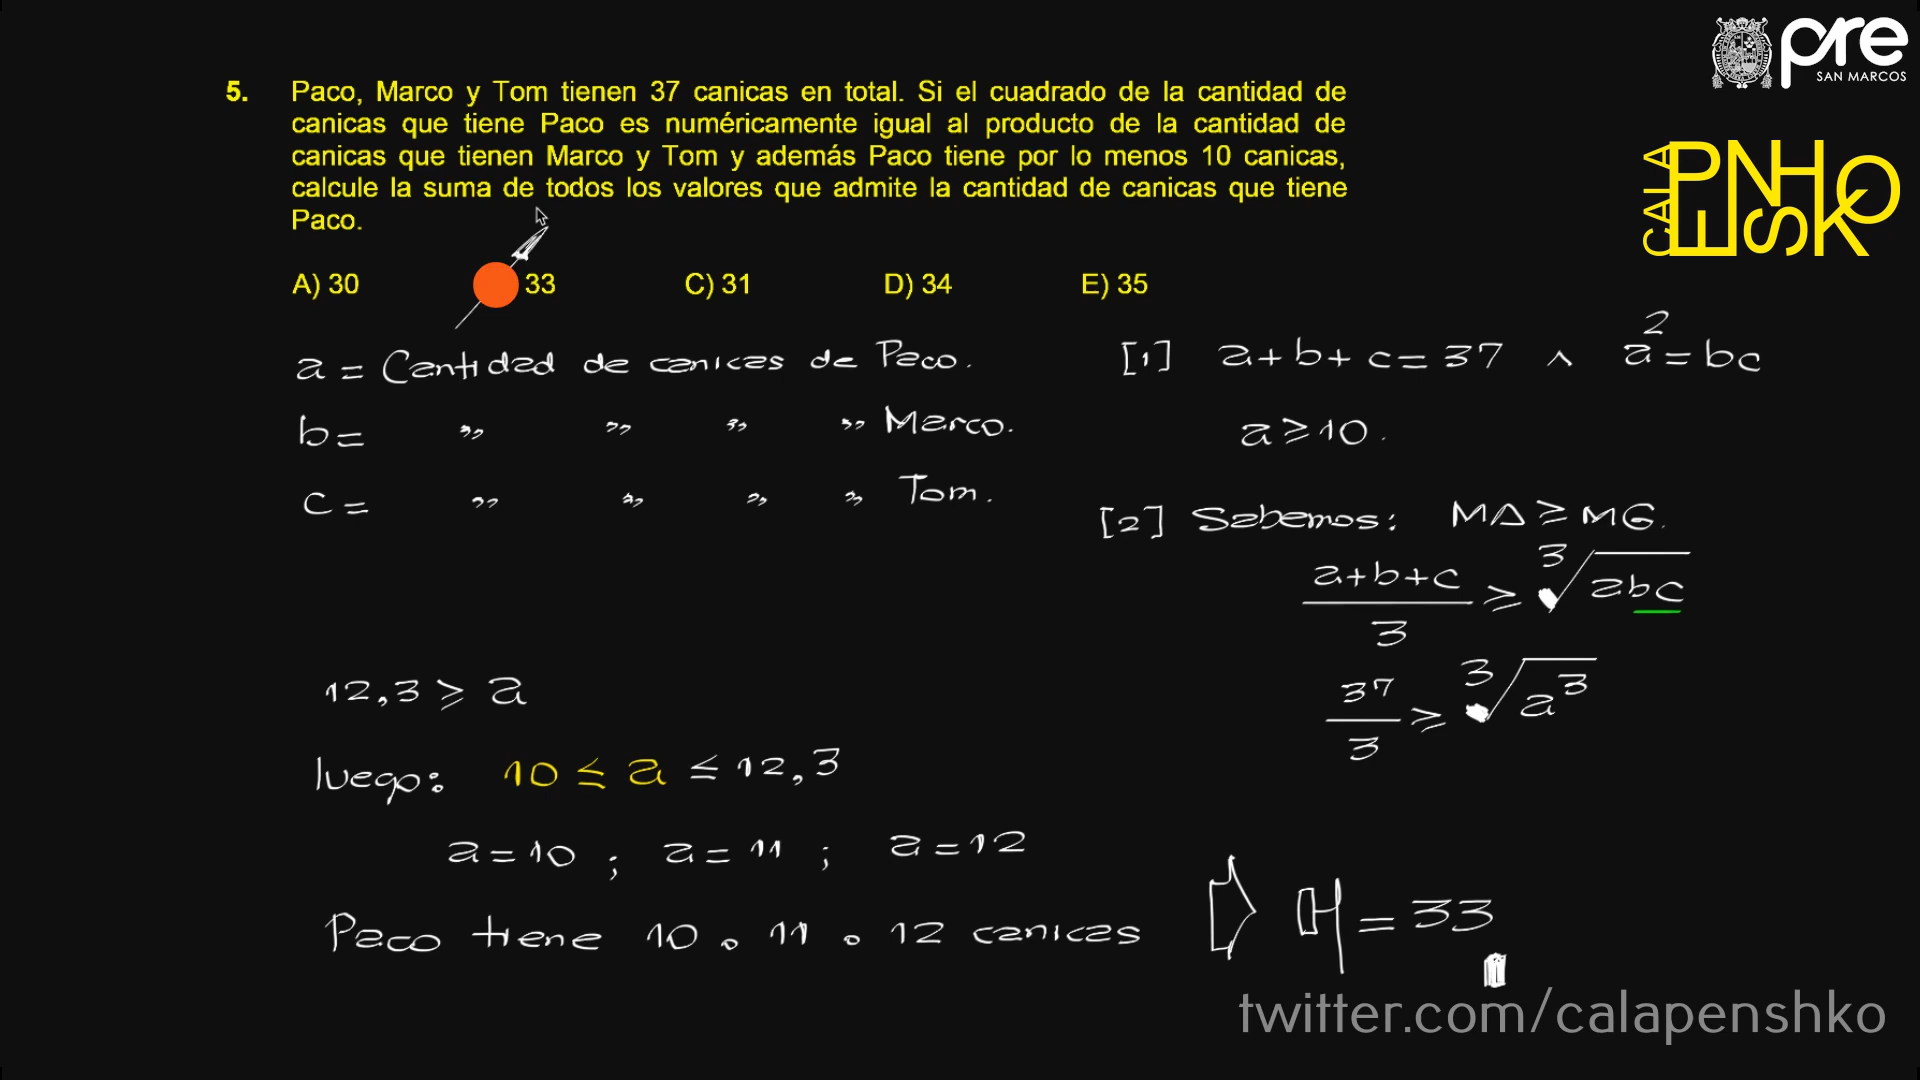 pre
SAN MARCOS
CALA
PENSHKO
5. Paco, Marco y Tom tienen 37 canicas en total. Si el cuadrado de la cantidad de
canicas que tiene Paco es numéricamente igual al producto de la cantidad de
canicas que tienen Marco y Tom y además Paco tiene por lo menos 10 canicas,
calcule la suma de todos los valores que admite la cantidad de canicas que tiene
Paco.
A) 30 33 C) 31 D) 34 E) 35
a = Cantidad de canicas de Paco.
b = ,, ,, ,, ,, Marco.
c = ,, ,, ,, ,, Tom.
[1] a + b + c = 37 ∧ a² = bc
a ≥ 10.
[2] Sabemos: MA ≥ MG.
(a+b+c)/3 ≥ ∛(abc)
37/3 ≥ ∛(a³)
12,3 ≥ a
luego: 10 ≤ a ≤ 12,3
a = 10 ; a = 11 ; a = 12
Paco tiene 10 o 11 o 12 canicas
= 33
twitter.com/calapenshko